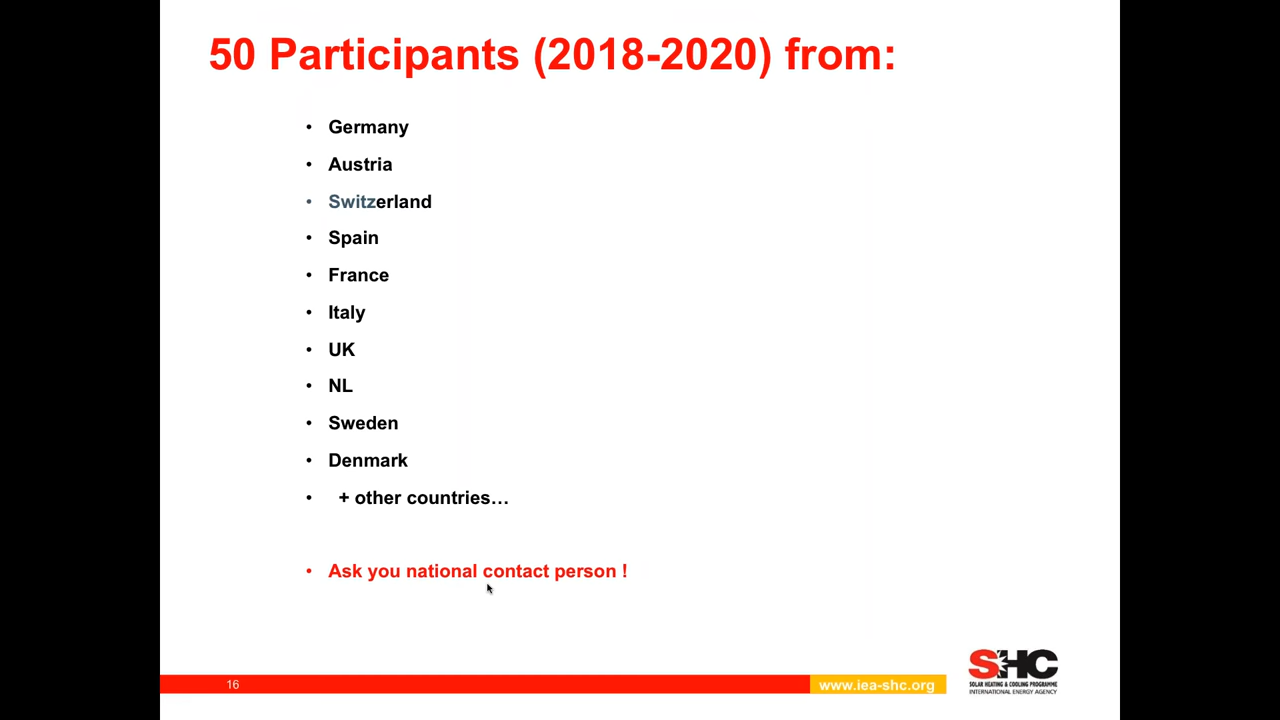 50 Participants (2018-2020) from:
• Germany
• Austria
• Switzerland
• Spain
• France
• Italy
• UK
• NL
• Sweden
• Denmark
• + other countries…
• Ask you national contact person !
16
www.iea-shc.org
SHC
SOLAR HEATING & COOLING PROGRAMME
INTERNATIONAL ENERGY AGENCY